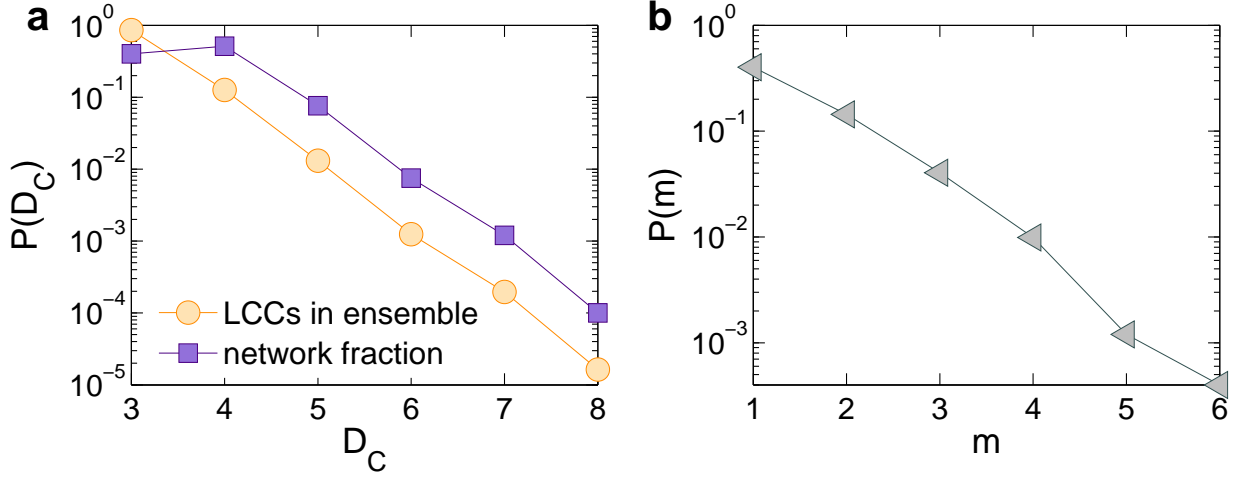 a
10^0
10^-1
10^-2
10^-3
10^-4
10^-5
P(D_C)
LCCs in ensemble
network fraction
3 4 5 6 7 8
D_C
b
10^0
10^-1
10^-2
10^-3
P(m)
1 2 3 4 5 6
m